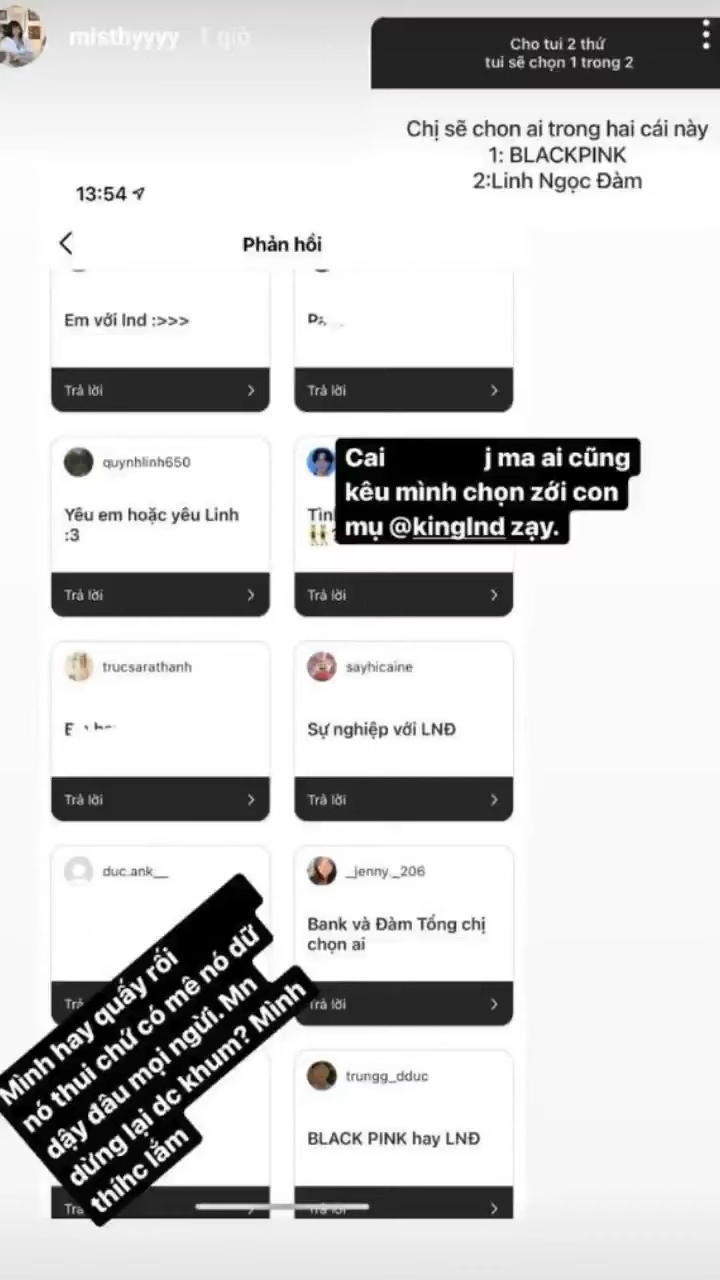 misthyyyy 1 giờ
Cho tui 2 thứ
tui sẽ chọn 1 trong 2
Chị sẽ chon ai trong hai cái này
1: BLACKPINK
2:Linh Ngọc Đàm
13:54
Phản hồi
Em với lnd :>>>
Trả lời
Trả lời
quynhlinh650
Yêu em hoặc yêu Linh
:3
Trả lời
Cai j ma ai cũng
kêu mình chọn zới con
mụ @kinglnd zạy.
Trả lời
trucsarathanh
Trả lời
sayhicaine
Sự nghiệp với LNĐ
Trả lời
duc.ank__
_jenny._206
Bank và Đàm Tổng chị
chọn ai
Trả lời
Mình hay quấy rối
nó thui chứ có mê nó dữ
dậy đâu mọi ngừi. Mn
dừng lại dc khum? Mình
thíhc lắm
trungg_dduc
BLACK PINK hay LNĐ